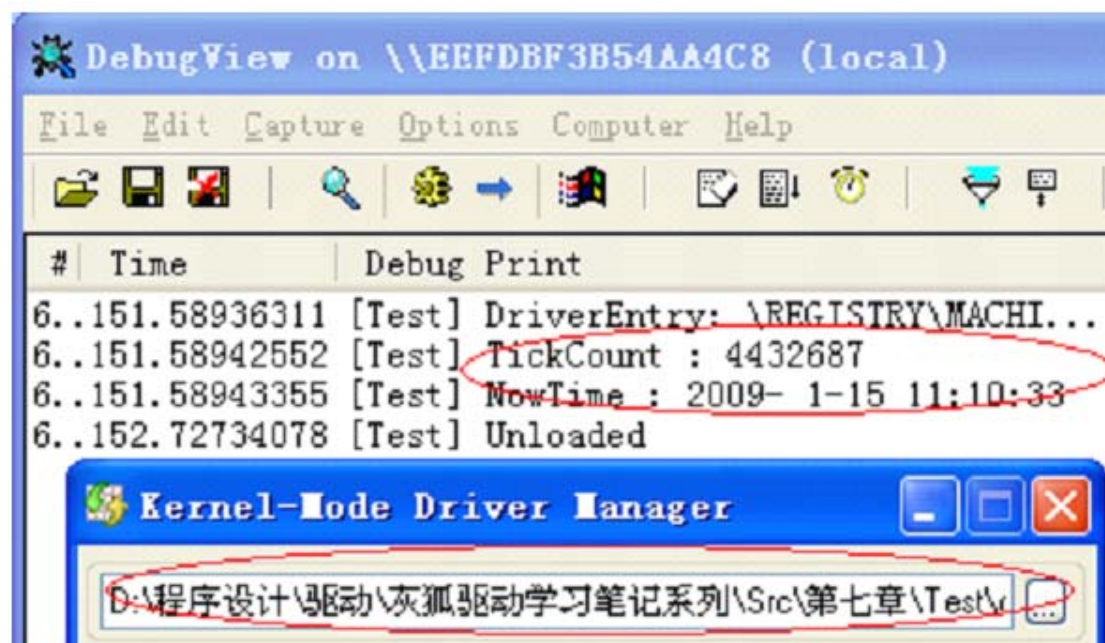 DebugView on \\EEFDBF3B54AA4C8 (local)
File Edit Capture Options Computer Help
# Time Debug Print
6..151.58936311 [Test] DriverEntry: \REGISTRY\MACHI...
6..151.58942552 [Test] TickCount : 4432687
6..151.58943355 [Test] NowTime : 2009- 1-15 11:10:33
6..152.72734078 [Test] Unloaded
Kernel-Mode Driver Manager
D:\程序设计\驱动\灰狐驱动学习笔记系列\Src\第七章\Test\ ...